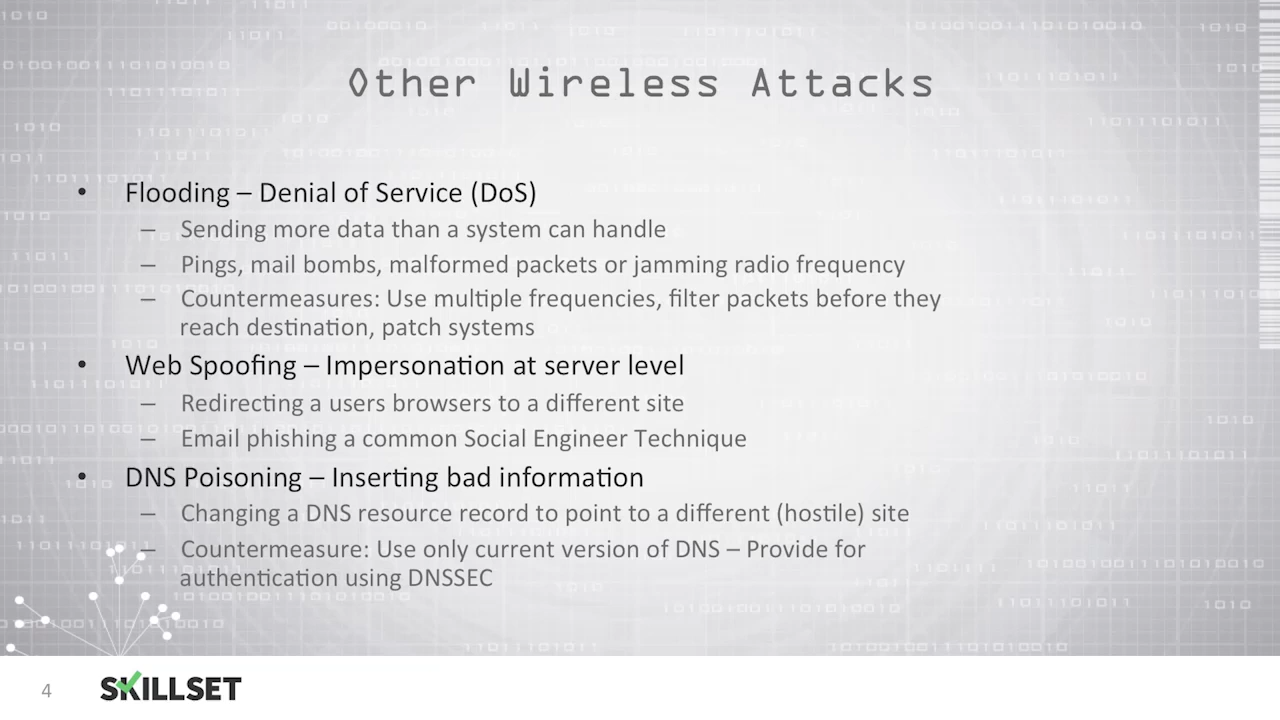 Other Wireless Attacks
• Flooding – Denial of Service (DoS)
– Sending more data than a system can handle
– Pings, mail bombs, malformed packets or jamming radio frequency
– Countermeasures: Use multiple frequencies, filter packets before they
reach destination, patch systems
• Web Spoofing – Impersonation at server level
– Redirecting a users browsers to a different site
– Email phishing a common Social Engineer Technique
• DNS Poisoning – Inserting bad information
– Changing a DNS resource record to point to a different (hostile) site
– Countermeasure: Use only current version of DNS – Provide for
authentication using DNSSEC
4
SKILLSET